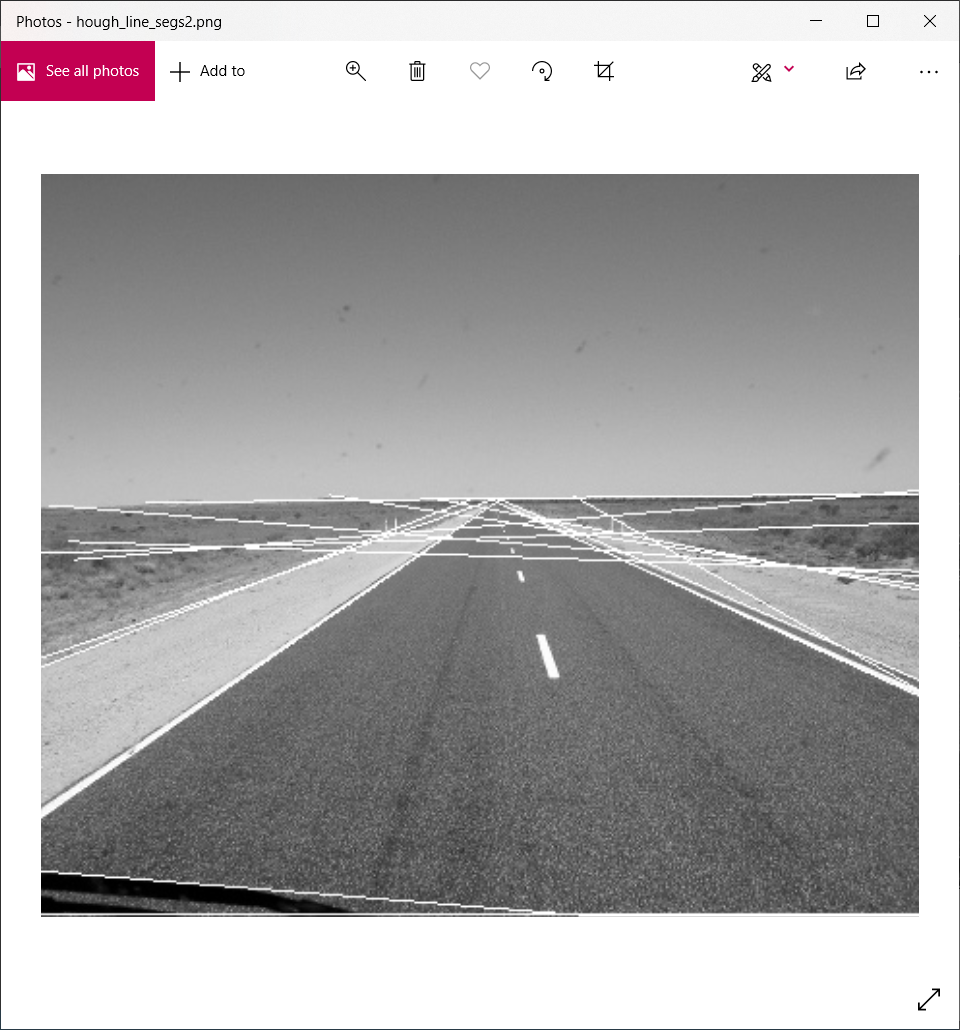 Photos - hough_line_segs2.png
See all photos
Add to